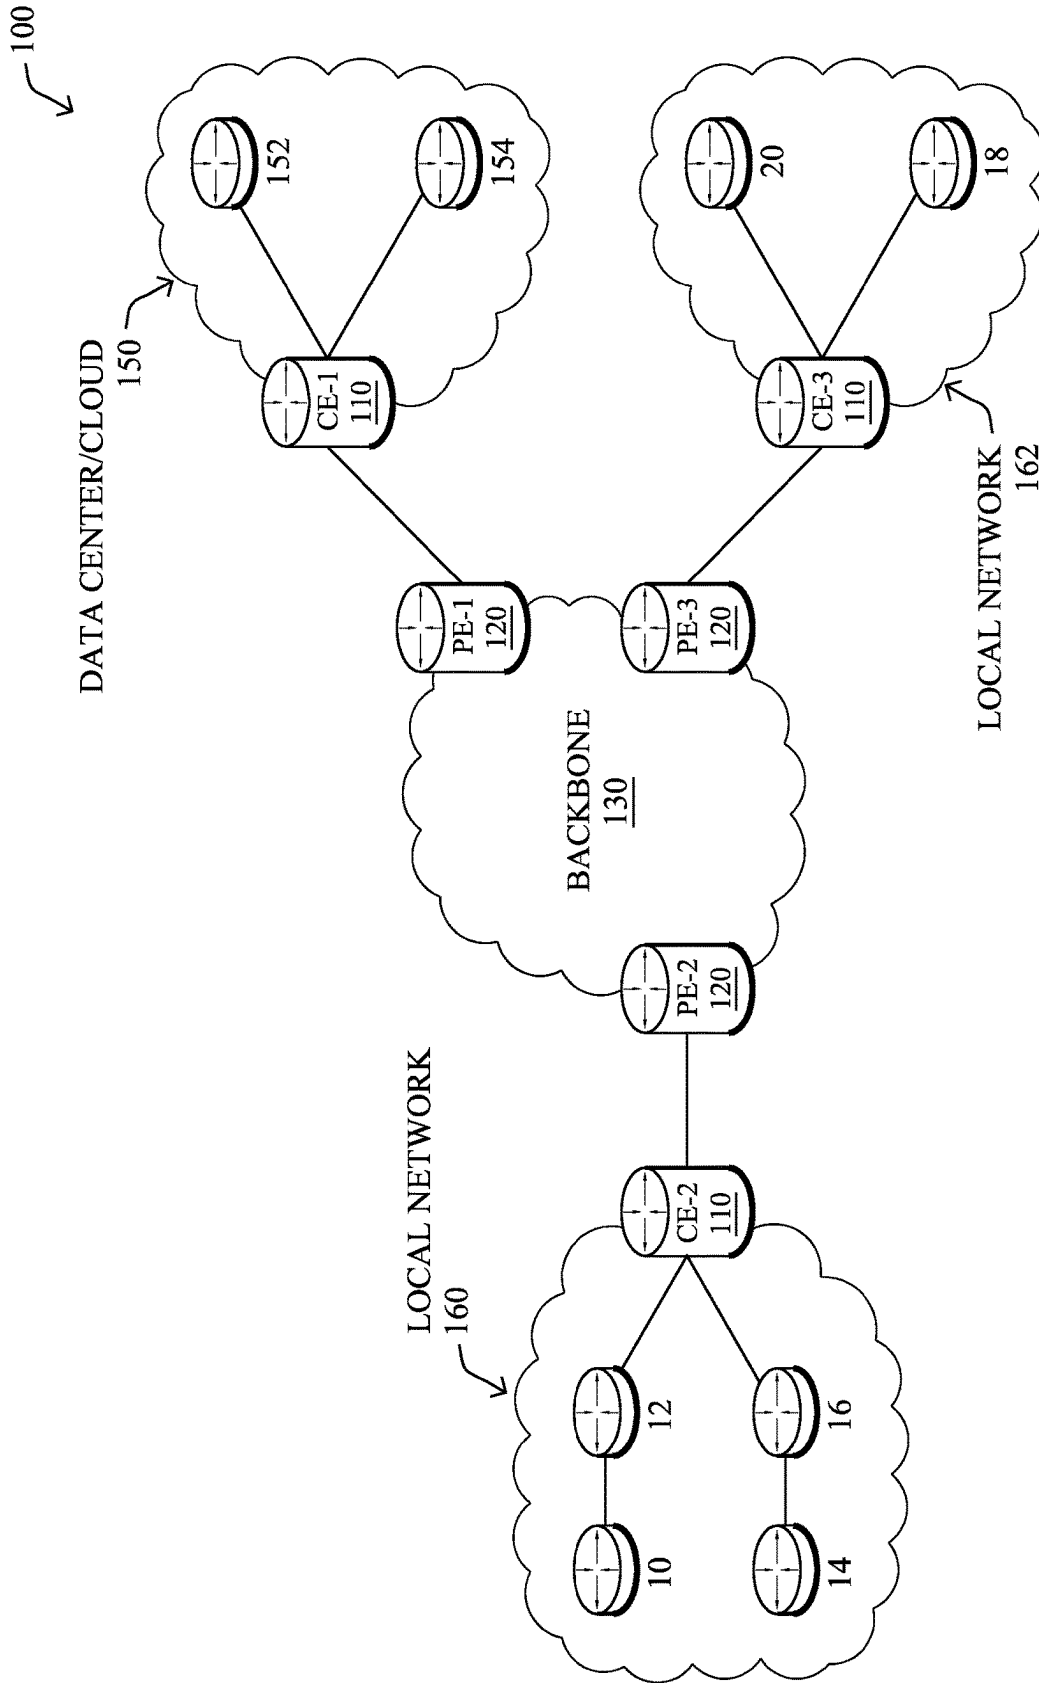 100
DATA CENTER/CLOUD
150
152
154
CE-1
110
PE-1
120
LOCAL NETWORK
160
BACKBONE
130
10
12
14
16
CE-2
110
PE-2
120
PE-3
120
CE-3
110
20
18
LOCAL NETWORK
162